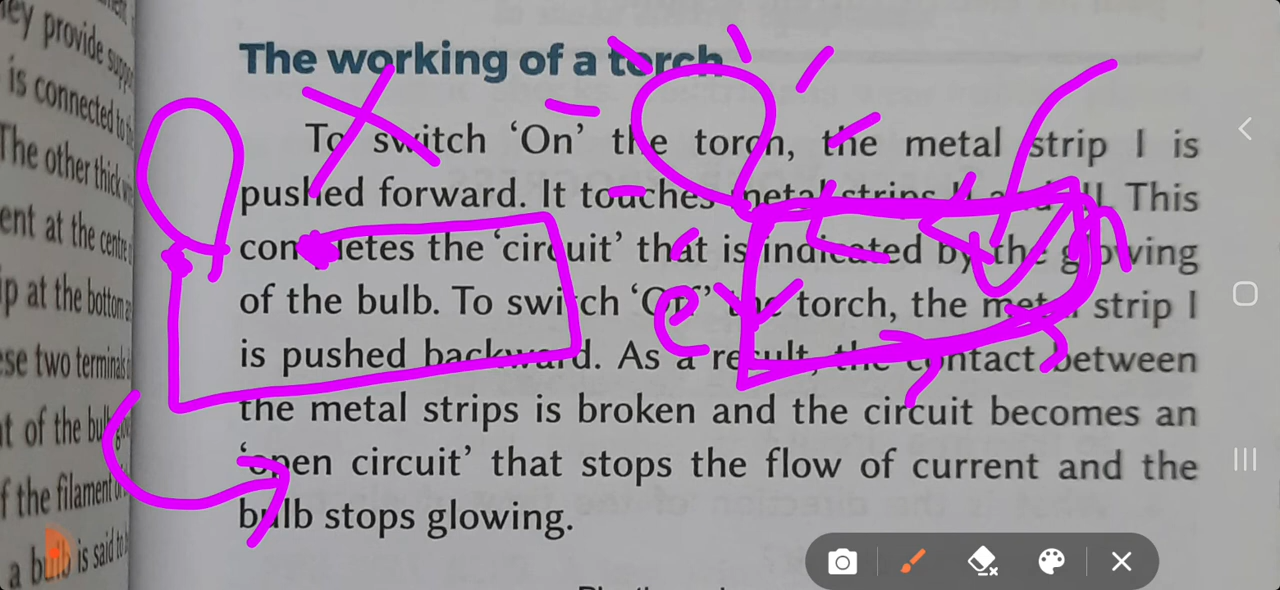 ey provide suppor
is connected to the
The other thick wi
ent at the centre
ip at the bottom a
ese two terminals
t of the bulb
f the filament
a bulb is said to
The working of a torch
To switch ‘On’ the torch, the metal strip I is
pushed forward. It touches metal strips II and III. This
completes the ‘circuit’ that is indicated by the glowing
of the bulb. To switch ‘Off’ the torch, the metal strip I
is pushed backward. As a result, the contact between
the metal strips is broken and the circuit becomes an
‘open circuit’ that stops the flow of current and the
bulb stops glowing.